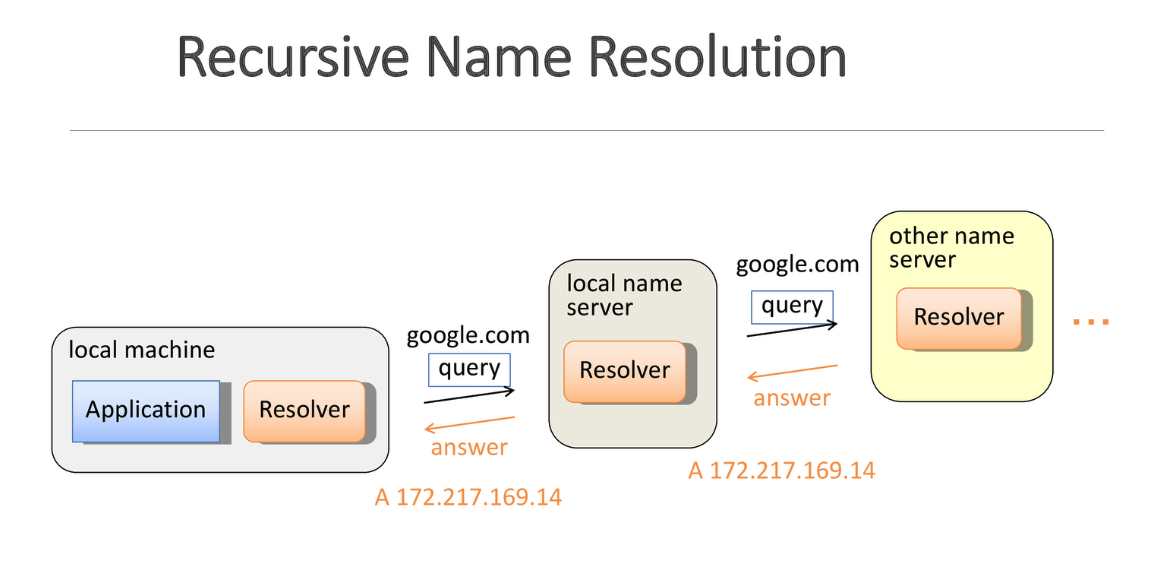 Recursive Name Resolution
local machine
Application
Resolver
google.com
query
answer
A 172.217.169.14
local name
server
Resolver
google.com
query
answer
A 172.217.169.14
other name
server
Resolver
...